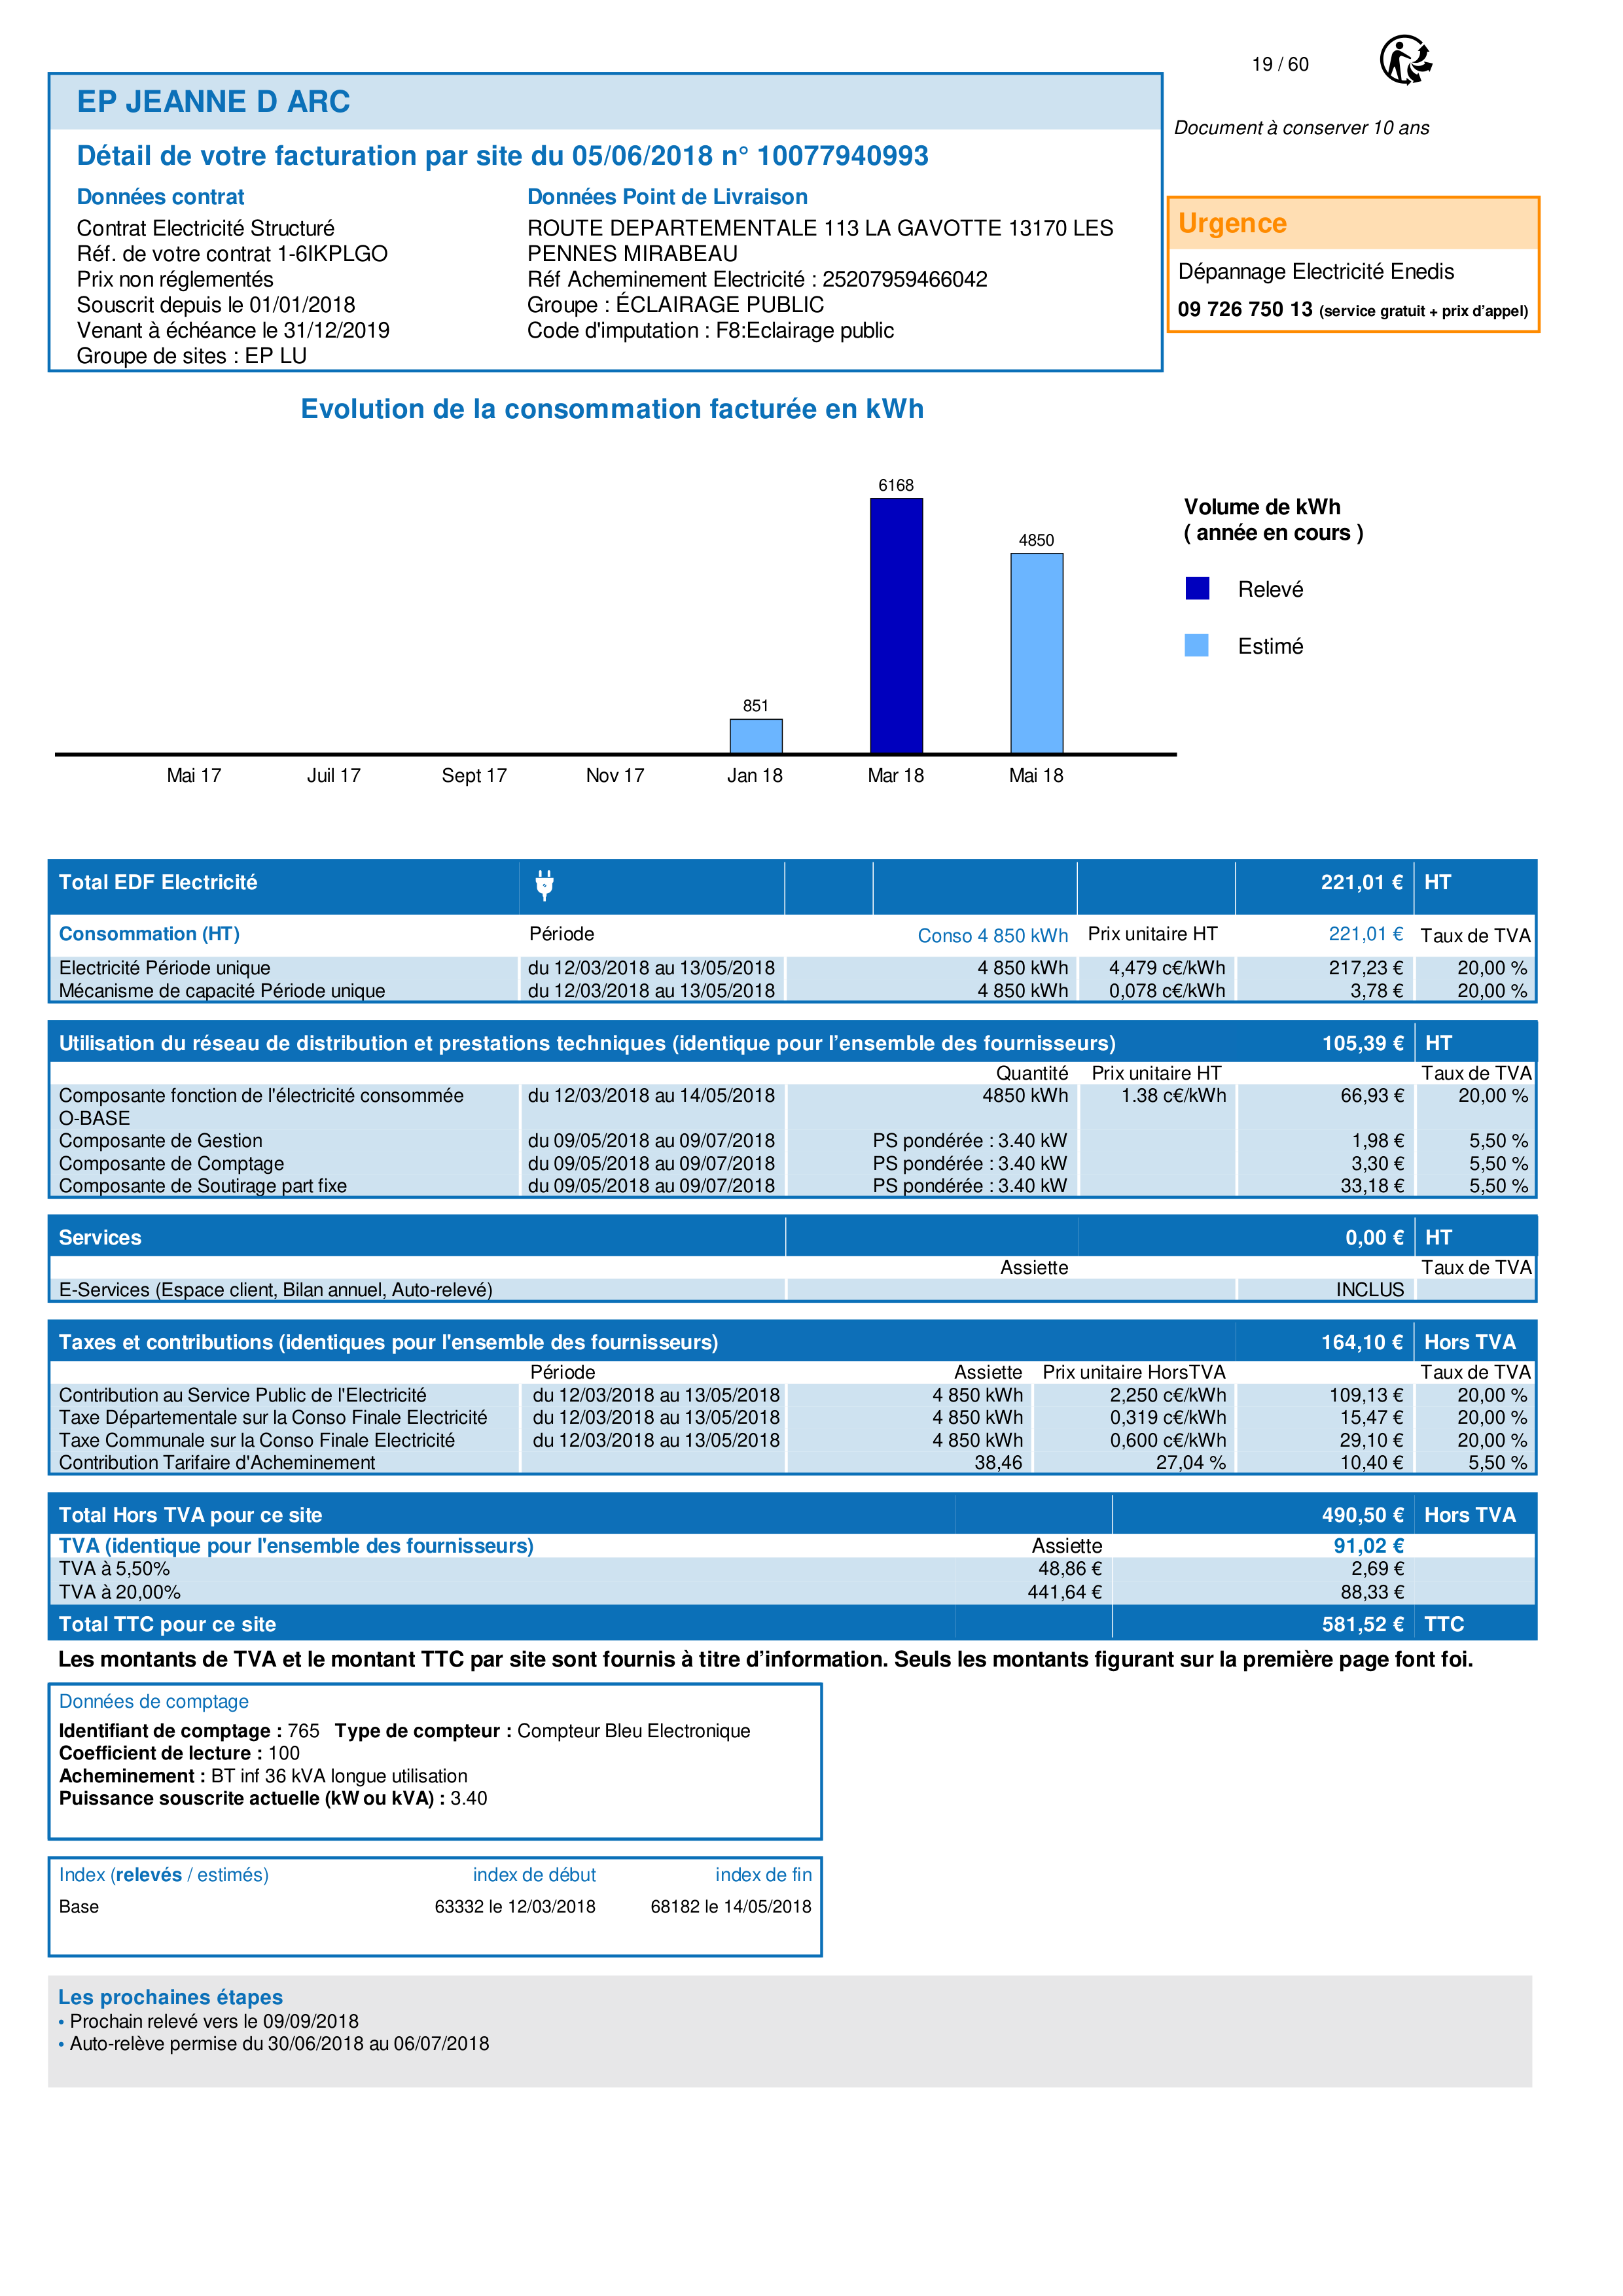 19 / 60
EP JEANNE D ARC
Document à conserver 10 ans
Détail de votre facturation par site du 05/06/2018 n° 10077940993
Données contrat Données Point de Livraison
Contrat Electricité Structuré ROUTE DEPARTEMENTALE 113 LA GAVOTTE 13170 LES
Réf. de votre contrat 1-6IKPLGO PENNES MIRABEAU
Prix non réglementés Réf Acheminement Electricité : 25207959466042
Souscrit depuis le 01/01/2018 Groupe : ÉCLAIRAGE PUBLIC
Venant à échéance le 31/12/2019 Code d'imputation : F8:Eclairage public
Groupe de sites : EP LU
Urgence
Dépannage Electricité Enedis
09 726 750 13 (service gratuit + prix d’appel)
Evolution de la consommation facturée en kWh
6168
4850
851
Mai 17 Juil 17 Sept 17 Nov 17 Jan 18 Mar 18 Mai 18
Volume de kWh
( année en cours )
Relevé
Estimé
Total EDF Electricité 221,01 € HT
Consommation (HT) Période Conso 4 850 kWh Prix unitaire HT 221,01 € Taux de TVA
Electricité Période unique du 12/03/2018 au 13/05/2018 4 850 kWh 4,479 c€/kWh 217,23 € 20,00 %
Mécanisme de capacité Période unique du 12/03/2018 au 13/05/2018 4 850 kWh 0,078 c€/kWh 3,78 € 20,00 %
Utilisation du réseau de distribution et prestations techniques (identique pour l’ensemble des fournisseurs) 105,39 € HT
Quantité Prix unitaire HT Taux de TVA
Composante fonction de l'électricité consommée du 12/03/2018 au 14/05/2018 4850 kWh 1.38 c€/kWh 66,93 € 20,00 %
O-BASE
Composante de Gestion du 09/05/2018 au 09/07/2018 PS pondérée : 3.40 kW 1,98 € 5,50 %
Composante de Comptage du 09/05/2018 au 09/07/2018 PS pondérée : 3.40 kW 3,30 € 5,50 %
Composante de Soutirage part fixe du 09/05/2018 au 09/07/2018 PS pondérée : 3.40 kW 33,18 € 5,50 %
Services 0,00 € HT
Assiette Taux de TVA
E-Services (Espace client, Bilan annuel, Auto-relevé) INCLUS
Taxes et contributions (identiques pour l'ensemble des fournisseurs) 164,10 € Hors TVA
Période Assiette Prix unitaire HorsTVA Taux de TVA
Contribution au Service Public de l'Electricité du 12/03/2018 au 13/05/2018 4 850 kWh 2,250 c€/kWh 109,13 € 20,00 %
Taxe Départementale sur la Conso Finale Electricité du 12/03/2018 au 13/05/2018 4 850 kWh 0,319 c€/kWh 15,47 € 20,00 %
Taxe Communale sur la Conso Finale Electricité du 12/03/2018 au 13/05/2018 4 850 kWh 0,600 c€/kWh 29,10 € 20,00 %
Contribution Tarifaire d'Acheminement 38,46 27,04 % 10,40 € 5,50 %
Total Hors TVA pour ce site 490,50 € Hors TVA
TVA (identique pour l'ensemble des fournisseurs) Assiette 91,02 €
TVA à 5,50% 48,86 € 2,69 €
TVA à 20,00% 441,64 € 88,33 €
Total TTC pour ce site 581,52 € TTC
Les montants de TVA et le montant TTC par site sont fournis à titre d’information. Seuls les montants figurant sur la première page font foi.
Données de comptage
Identifiant de comptage : 765 Type de compteur : Compteur Bleu Electronique
Coefficient de lecture : 100
Acheminement : BT inf 36 kVA longue utilisation
Puissance souscrite actuelle (kW ou kVA) : 3.40
Index (relevés / estimés) index de début index de fin
Base 63332 le 12/03/2018 68182 le 14/05/2018
Les prochaines étapes
• Prochain relevé vers le 09/09/2018
• Auto-relève permise du 30/06/2018 au 06/07/2018